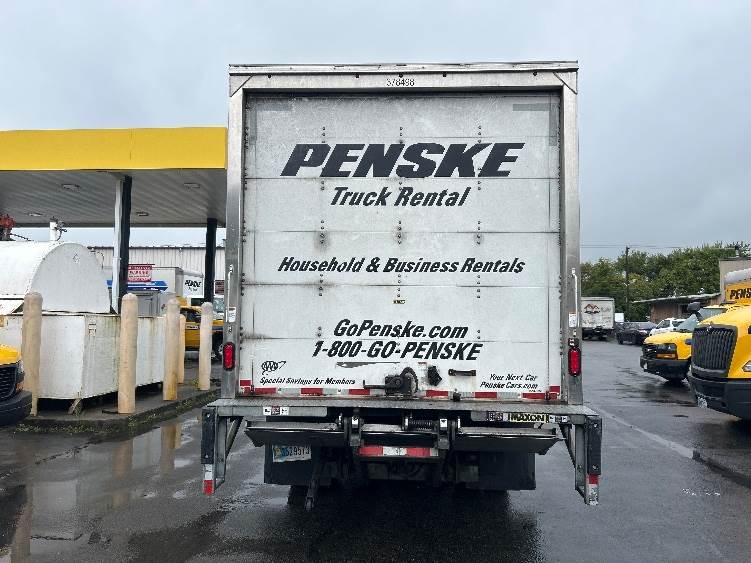 378498
PENSKE
Truck Rental
Household & Business Rentals
GoPenske.com
1-800-GO-PENSKE
AAA
Special Savings for Members
Your Next Car
PenskeCars.com
MAXON
PENSKE
PENS